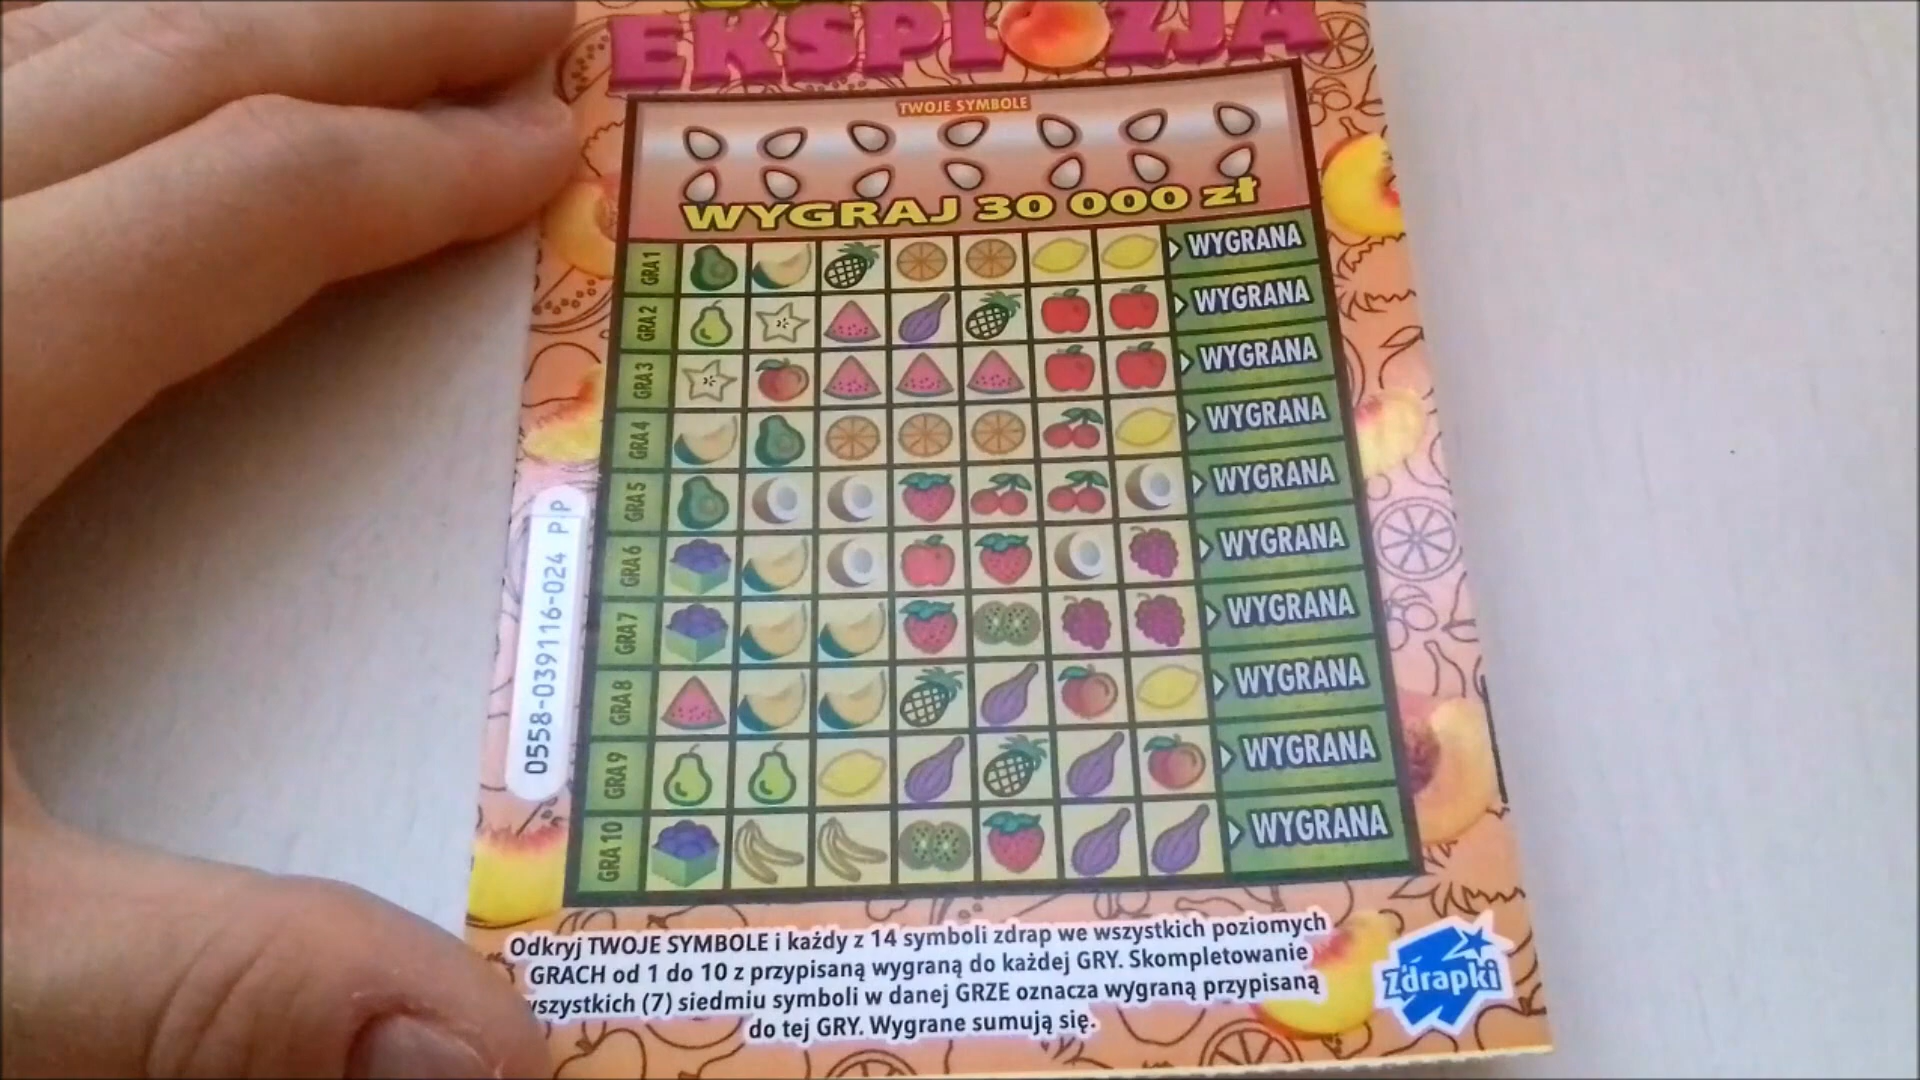 EKSPLOZJA
TWOJE SYMBOLE
WYGRAJ 30 000 zł
GRA 1
WYGRANA
GRA 2
WYGRANA
GRA 3
WYGRANA
GRA 4
WYGRANA
GRA 5
WYGRANA
GRA 6
WYGRANA
GRA 7
WYGRANA
GRA 8
WYGRANA
GRA 9
WYGRANA
GRA 10
WYGRANA
0558-039116-024 PP
Odkryj TWOJE SYMBOLE i każdy z 14 symboli zdrap we wszystkich poziomych
GRACH od 1 do 10 z przypisaną wygraną do każdej GRY. Skompletowanie
wszystkich (7) siedmiu symboli w danej GRZE oznacza wygraną przypisaną
do tej GRY. Wygrane sumują się.
Zdrapki